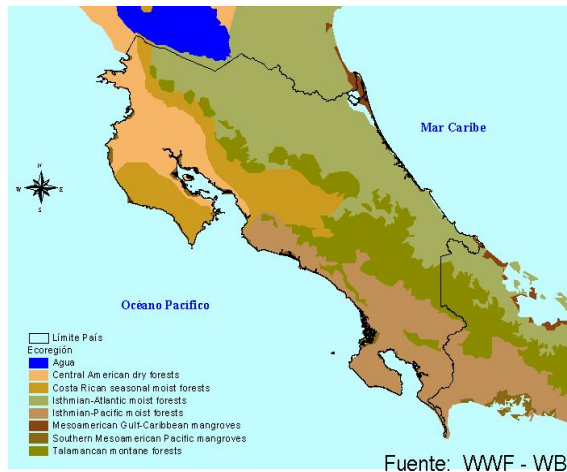 Mar Caribe
N
W E
S
Océano Pacífico
Límite País
Ecoregión
Agua
Central American dry forests
Costa Rican seasonal moist forests
Isthmian-Atlantic moist forests
Isthmian-Pacific moist forests
Mesoamerican Gulf-Caribbean mangroves
Southern Mesoamerican Pacific mangroves
Talamancan montane forests
Fuente: WWF - WB